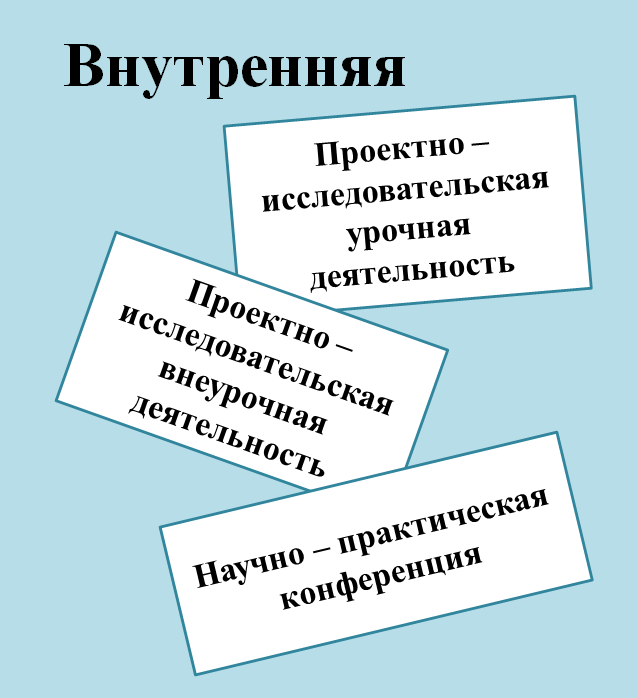 Внутренняя
Проектно –
исследовательская
урочная
деятельность
Проектно –
исследовательская
внеурочная
деятельность
Научно – практическая
конференция